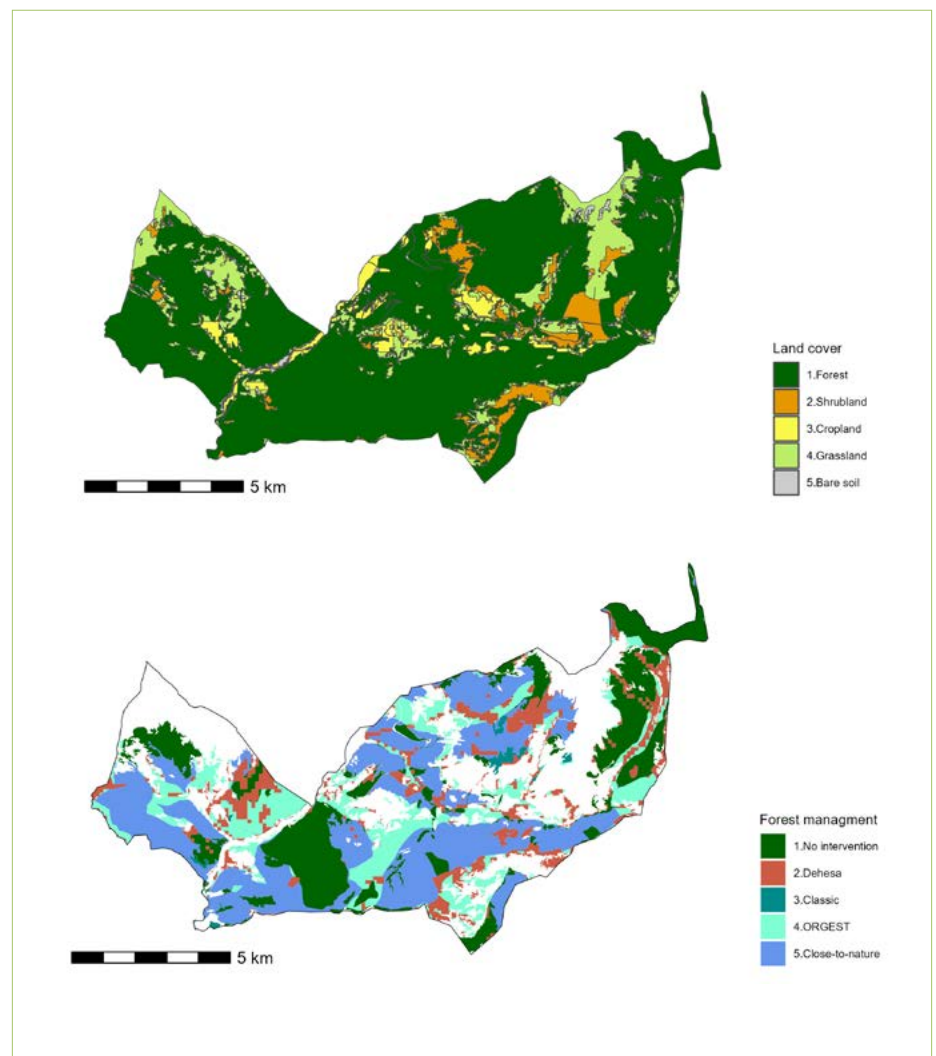 Land cover
1.Forest
2.Shrubland
3.Cropland
4.Grassland
5.Bare soil
5 km
Forest managment
1.No intervention
2.Dehesa
3.Classic
4.ORGEST
5.Close-to-nature
5 km